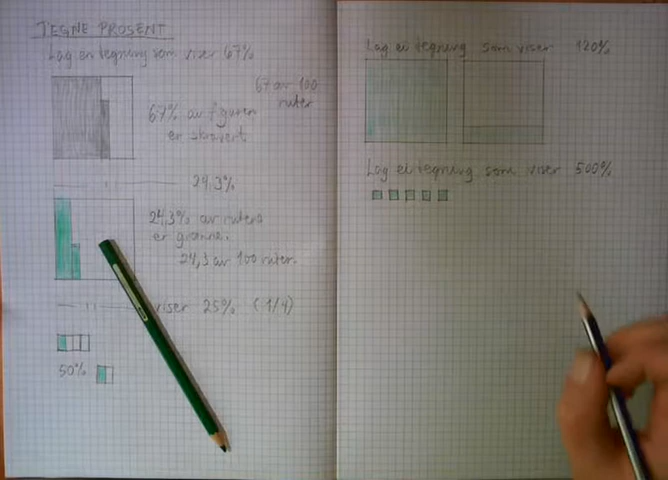 TEGNE PROSENT
Lag en tegning som viser 67%
67 av 100
ruter
67% av figuren
er skravert.
24,3%
24,3% av rutene
er grønne.
24,3 av 100 ruter.
viser 25% (1/4)
50%
Lag ei tegning som viser 120%
Lag ei tegning som viser 500%